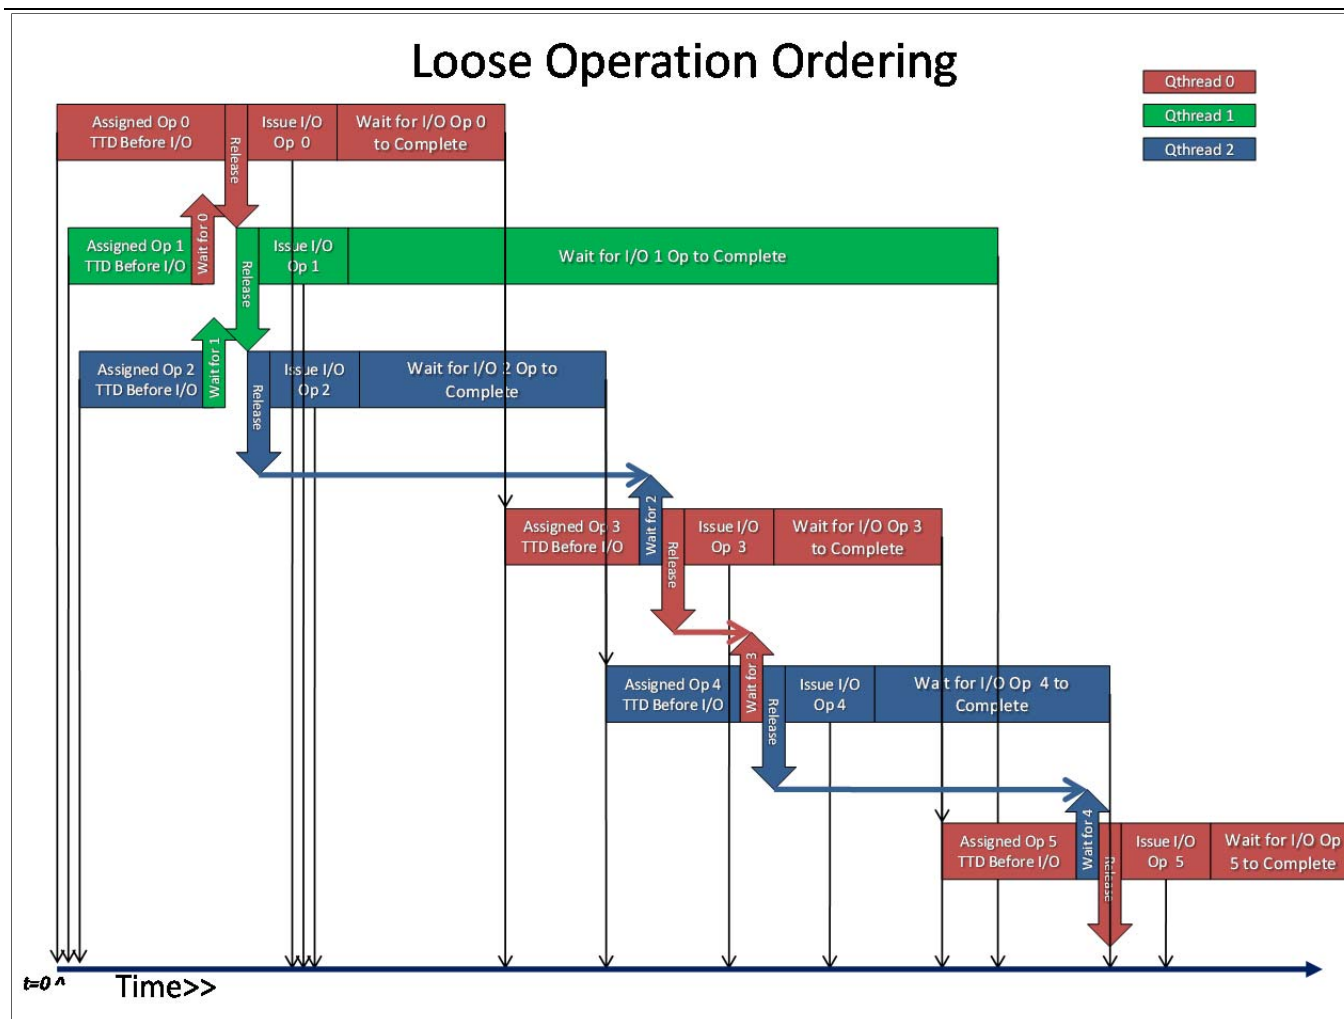 Loose Operation Ordering
Qthread 0
Qthread 1
Qthread 2
Assigned Op 0
TTD Before I/O
Release
Issue I/O
Op 0
Wait for I/O Op 0
to Complete
Wait for 0
Assigned Op 1
TTD Before I/O
Release
Issue I/O
Op 1
Wait for I/O 1 Op to Complete
Wait for 1
Assigned Op 2
TTD Before I/O
Release
Issue I/O
Op 2
Wait for I/O 2 Op to
Complete
Assigned Op 3
TTD Before I/O
Wait for 2
Release
Issue I/O
Op 3
Wait for I/O Op 3
to Complete
Assigned Op 4
TTD Before I/O
Wait for 3
Release
Issue I/O
Op 4
Wait for I/O Op 4 to
Complete
Assigned Op 5
TTD Before I/O
Wait for 4
Release
Issue I/O
Op 5
Wait for I/O Op
5 to Complete
t=0 ^
Time>>